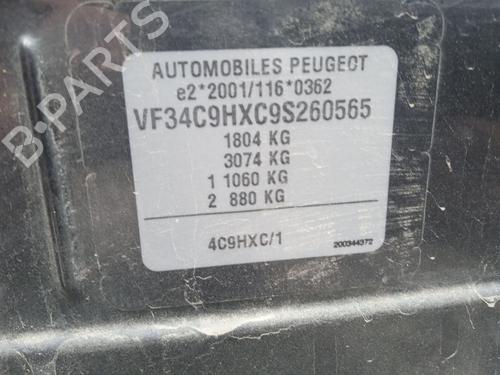 AUTOMOBILES PEUGEOT
e2*2001/116*0362
VF34C9HXC9S260565
1804 KG
3074 KG
1 1060 KG
2 880 KG
4C9HXC/1
200344372
B-PARTS